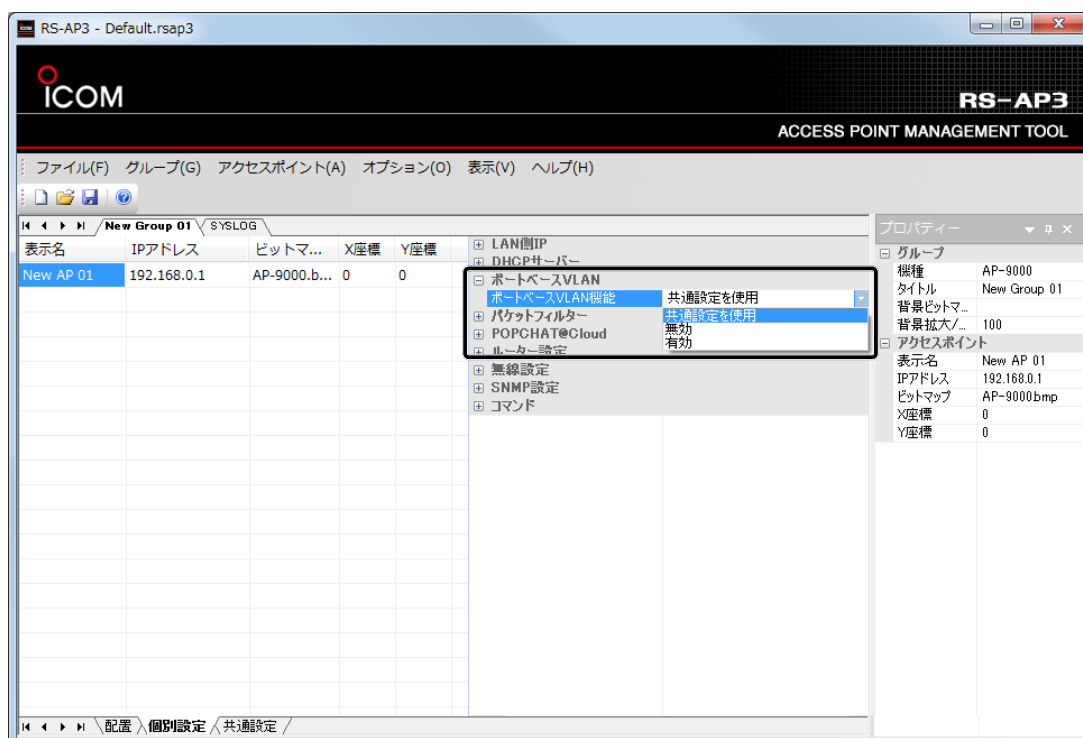 RS-AP3 - Default.rsap3
ICOM
RS-AP3
ACCESS POINT MANAGEMENT TOOL
ファイル(F) グループ(G) アクセスポイント(A) オプション(O) 表示(V) ヘルプ(H)
New Group 01 SYSLOG
表示名 IPアドレス ビットマ... X座標 Y座標
New AP 01 192.168.0.1 AP-9000.b... 0 0
LAN側IP
DHCPサーバー
ポートベースVLAN
ポートベースVLAN機能 共通設定を使用
共通設定を使用
無効
有効
パケットフィルター
POPCHAT@Cloud
ルーター設定
無線設定
SNMP設定
コマンド
プロパティー
グループ
機種 AP-9000
タイトル New Group 01
背景ビットマ...
背景拡大/... 100
アクセスポイント
表示名 New AP 01
IPアドレス 192.168.0.1
ビットマップ AP-9000.bmp
X座標 0
Y座標 0
配置 個別設定 共通設定